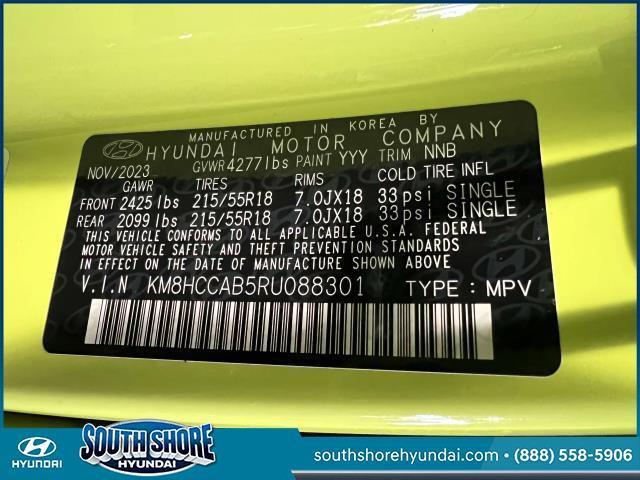 MANUFACTURED IN KOREA BY
HYUNDAI MOTOR COMPANY
NOV/2023 GVWR 4277lbs PAINT YYY TRIM NNB
GAWR TIRES RIMS COLD TIRE INFL
FRONT 2425 lbs 215/55R18 7.0JX18 33 psi SINGLE
REAR 2099 lbs 215/55R18 7.0JX18 33 psi SINGLE
THIS VEHICLE CONFORMS TO ALL APPLICABLE U.S.A. FEDERAL
MOTOR VEHICLE SAFETY AND THEFT PREVENTION STANDARDS
IN EFFECT ON THE DATE OF MANUFACTURE SHOWN ABOVE
V.I.N KM8HCCAB5RU088301 TYPE : MPV
HYUNDAI
SOUTH SHORE
HYUNDAI
southshorehyundai.com • (888) 558-5906